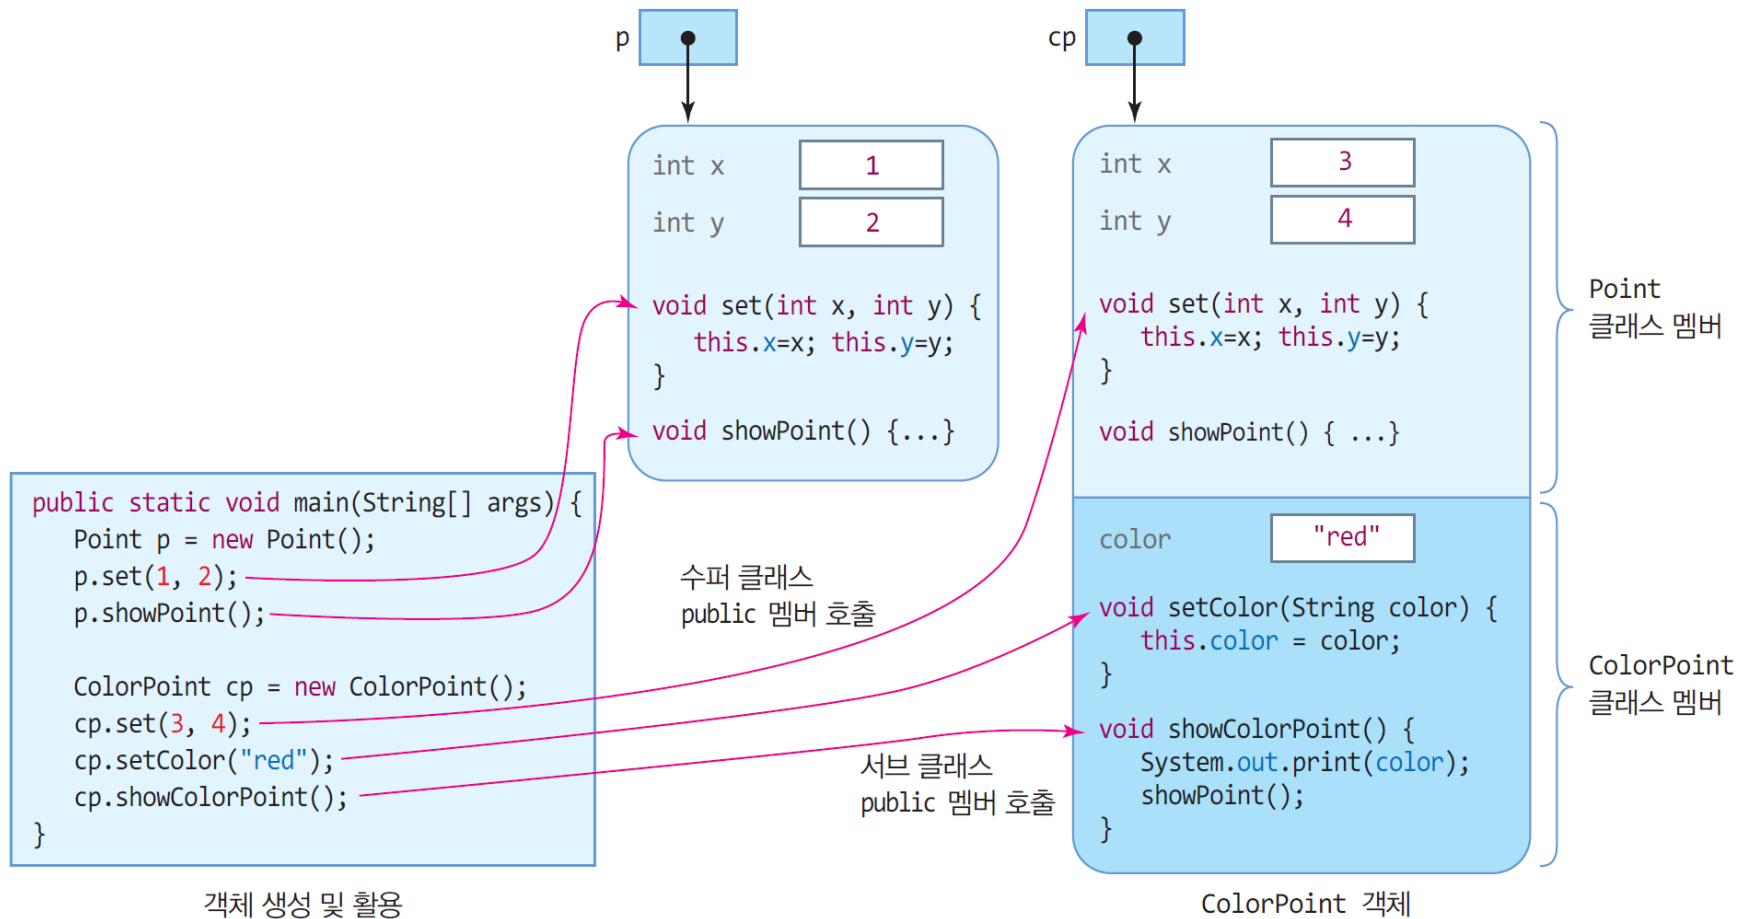 p
int x
1
int y
2
void set(int x, int y) {
this.x=x; this.y=y;
}
void showPoint() {...}
cp
int x
3
int y
4
void set(int x, int y) {
this.x=x; this.y=y;
}
void showPoint() { ...}
color
"red"
void setColor(String color) {
this.color = color;
}
void showColorPoint() {
System.out.print(color);
showPoint();
}
Point
클래스 멤버
ColorPoint
클래스 멤버
public static void main(String[] args) {
Point p = new Point();
p.set(1, 2);
p.showPoint();
ColorPoint cp = new ColorPoint();
cp.set(3, 4);
cp.setColor("red");
cp.showColorPoint();
}
수퍼 클래스
public 멤버 호출
서브 클래스
public 멤버 호출
객체 생성 및 활용
ColorPoint 객체